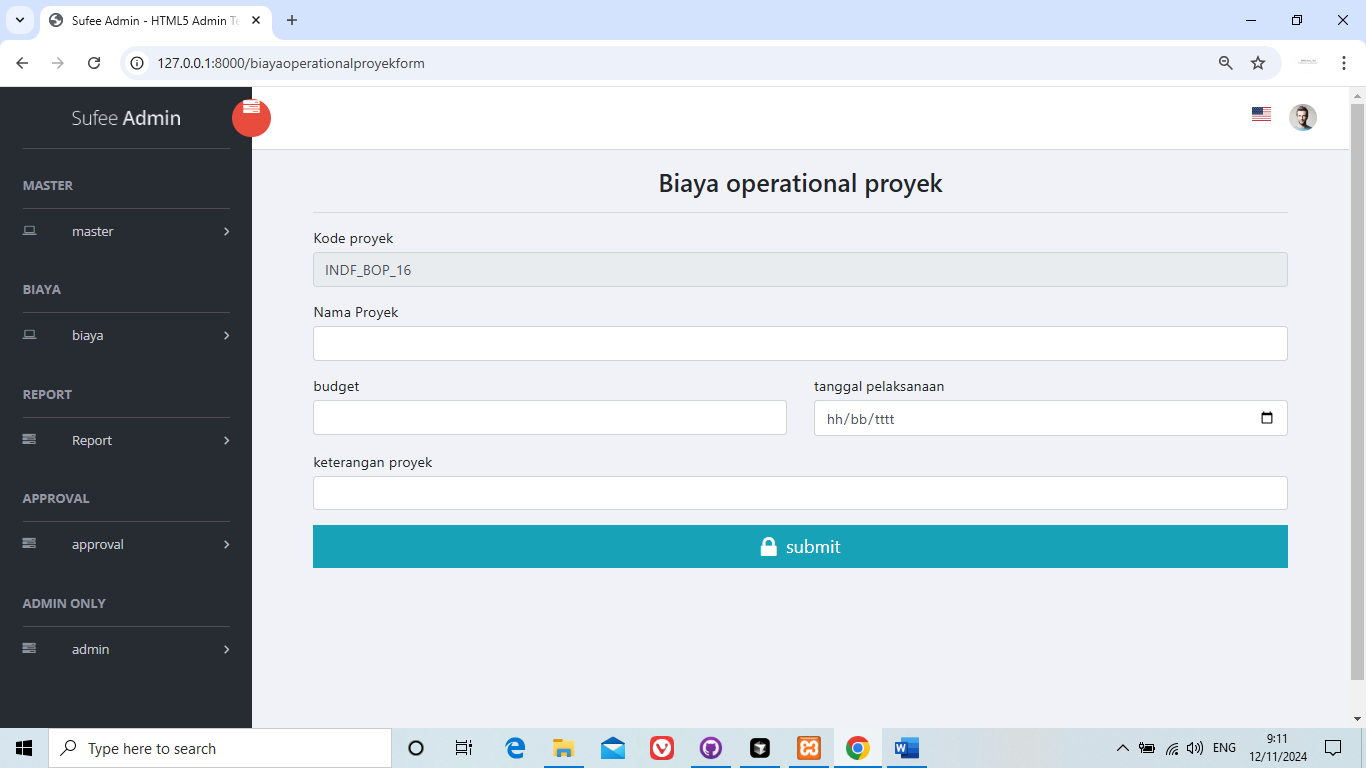 Sufee Admin - HTML5 Admin Te
127.0.0.1:8000/biayaoperationalproyekform
Sufee Admin
MASTER
master
BIAYA
biaya
REPORT
Report
APPROVAL
approval
ADMIN ONLY
admin
Biaya operational proyek
Kode proyek
INDF_BOP_16
Nama Proyek
budget
tanggal pelaksanaan
hh/bb/tttt
keterangan proyek
submit
Type here to search
ENG
9:11
12/11/2024